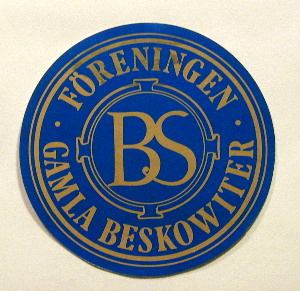 · FÖRENINGEN ·
BS
GAMLA BESKOWITER